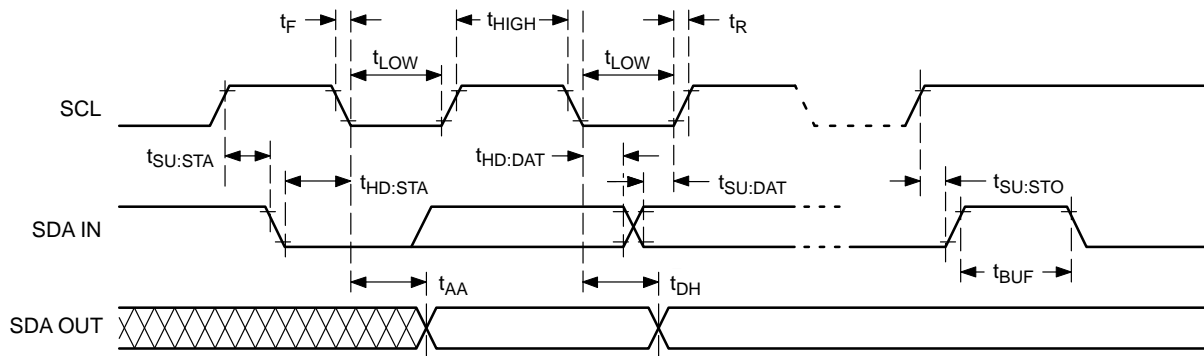 tF tHIGH tR
tLOW tLOW
SCL
tSU:STA tHD:STA tHD:DAT tSU:DAT tSU:STO
SDA IN
tAA tDH tBUF
SDA OUT